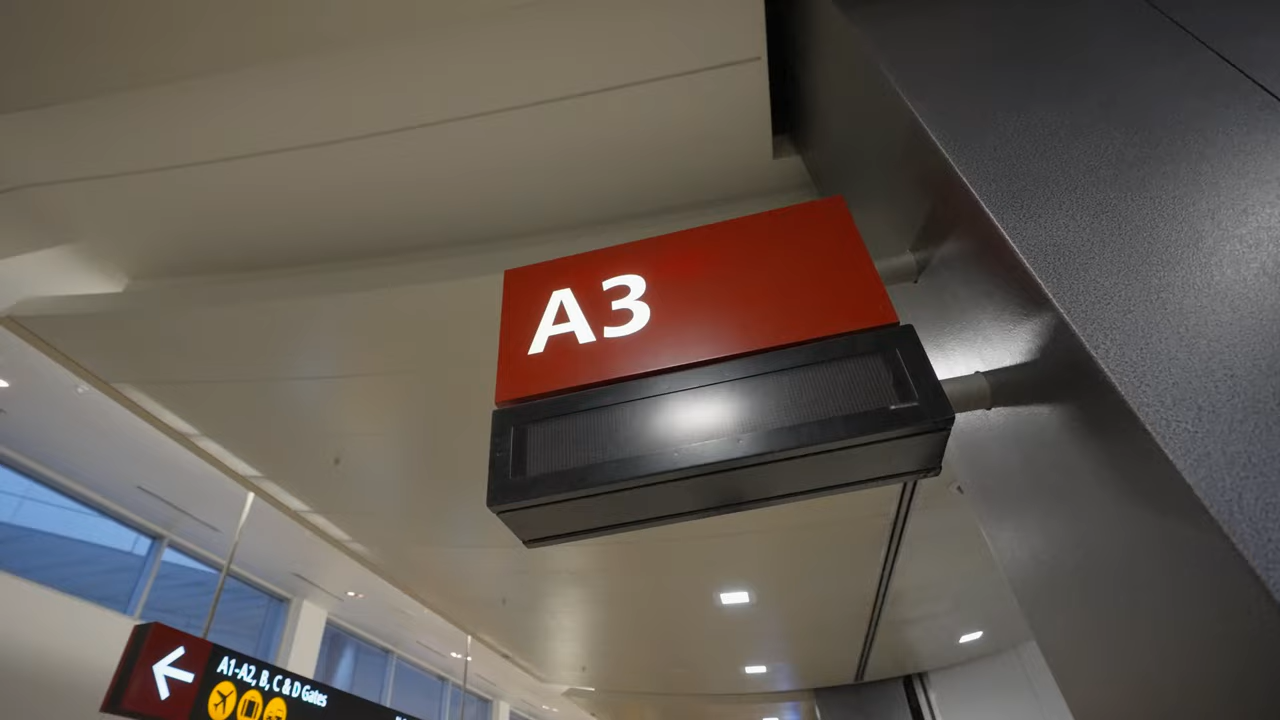 A3
A1-A2, B, C & D Gates